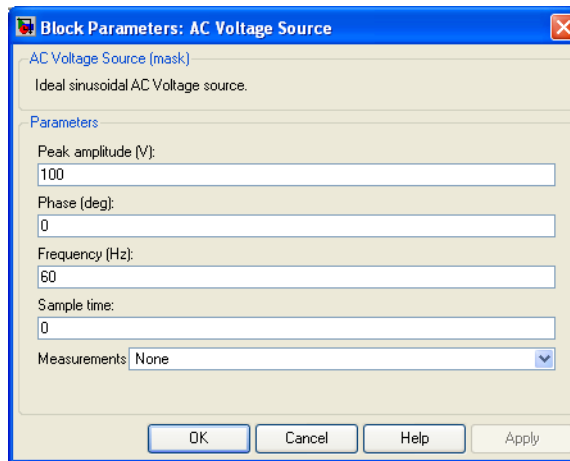 Block Parameters: AC Voltage Source
AC Voltage Source (mask)
Ideal sinusoidal AC Voltage source.
Parameters
Peak amplitude (V):
100
Phase (deg):
0
Frequency (Hz):
60
Sample time:
0
Measurements None
OK Cancel Help Apply